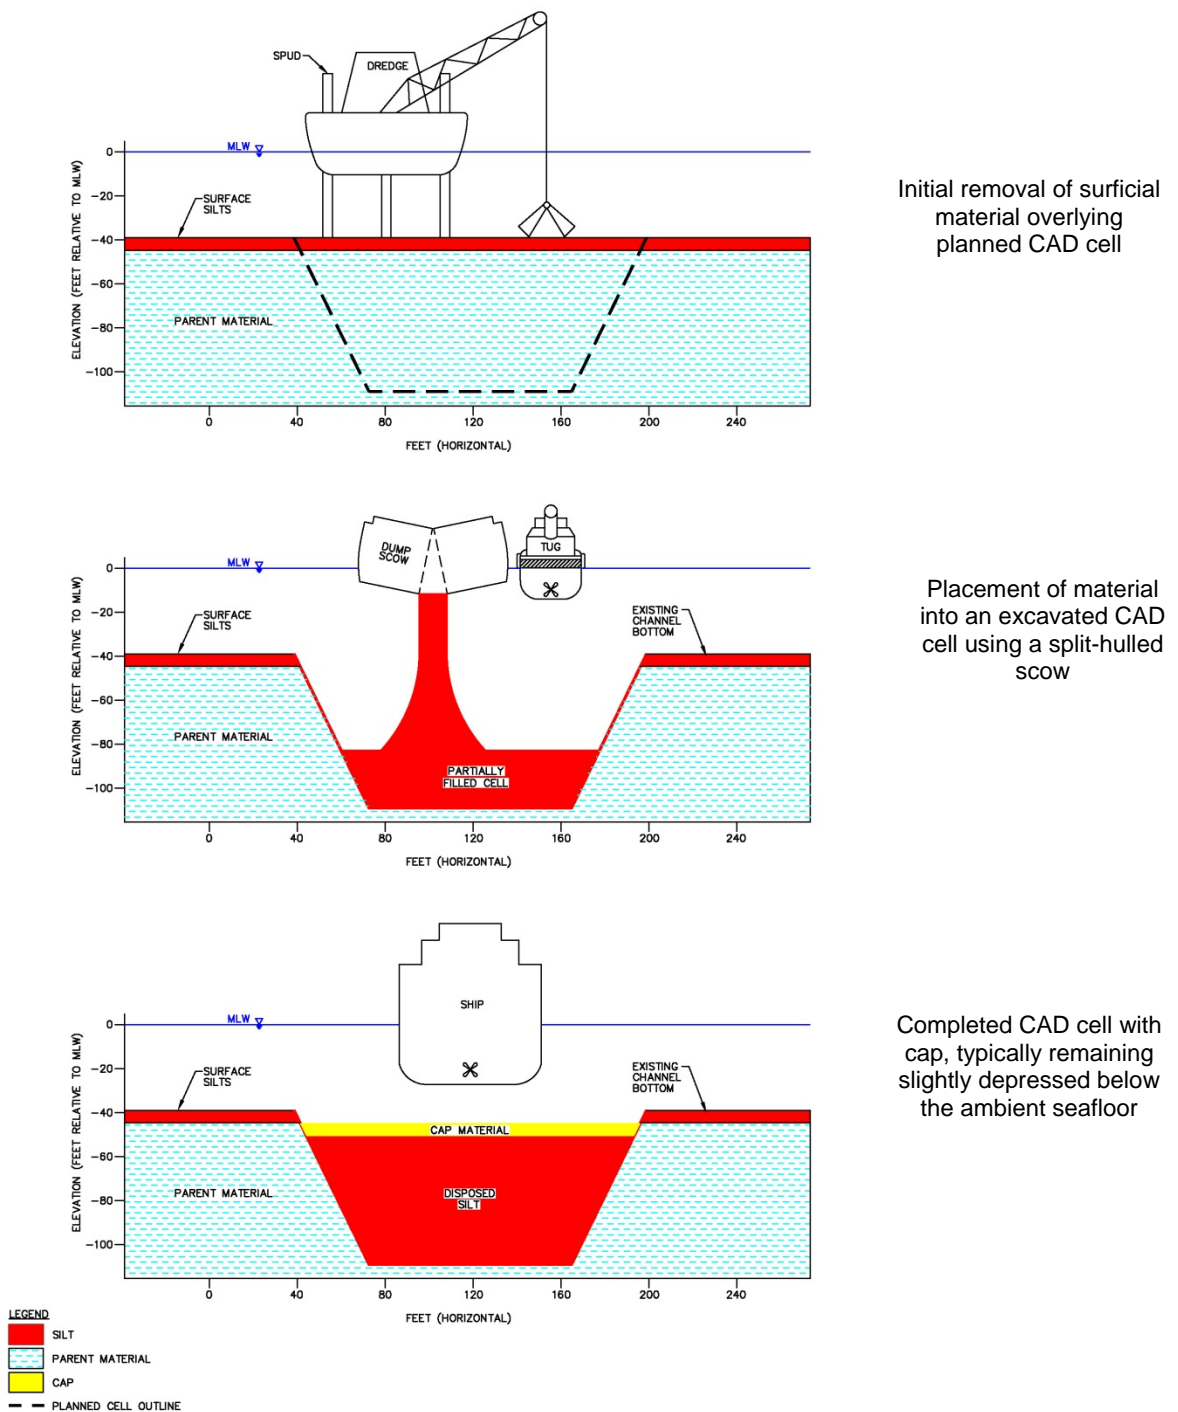 SPUD
DREDGE
MLW
0
-20
-40
-60
-80
-100
ELEVATION (FEET RELATIVE TO MLW)
SURFACE
SILTS
PARENT MATERIAL
0 40 80 120 160 200 240
FEET (HORIZONTAL)
Initial removal of surficial
material overlying
planned CAD cell
DUMP
SCOW
TUG
MLW
0
-20
-40
-60
-80
-100
ELEVATION (FEET RELATIVE TO MLW)
SURFACE
SILTS
EXISTING
CHANNEL
BOTTOM
PARENT MATERIAL
PARTIALLY
FILLED CELL
0 40 80 120 160 200 240
FEET (HORIZONTAL)
Placement of material
into an excavated CAD
cell using a split-hulled
scow
SHIP
MLW
0
-20
-40
-60
-80
-100
ELEVATION (FEET RELATIVE TO MLW)
SURFACE
SILTS
EXISTING
CHANNEL
BOTTOM
CAP MATERIAL
PARENT MATERIAL
DISPOSED
SILT
0 40 80 120 160 200 240
FEET (HORIZONTAL)
Completed CAD cell with
cap, typically remaining
slightly depressed below
the ambient seafloor
LEGEND
SILT
PARENT MATERIAL
CAP
PLANNED CELL OUTLINE